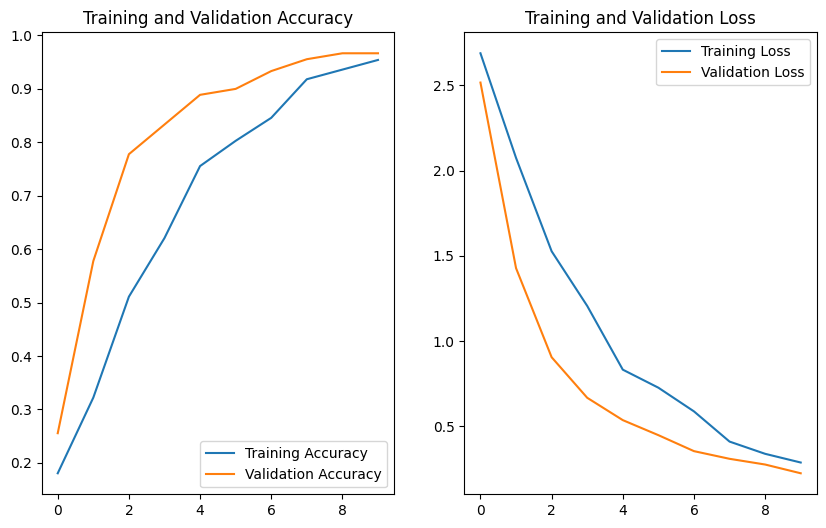 Training and Validation Accuracy
1.0
0.9
0.8
0.7
0.6
0.5
0.4
0.3
0.2
0 2 4 6 8
Training Accuracy
Validation Accuracy
Training and Validation Loss
2.5
2.0
1.5
1.0
0.5
0 2 4 6 8
Training Loss
Validation Loss